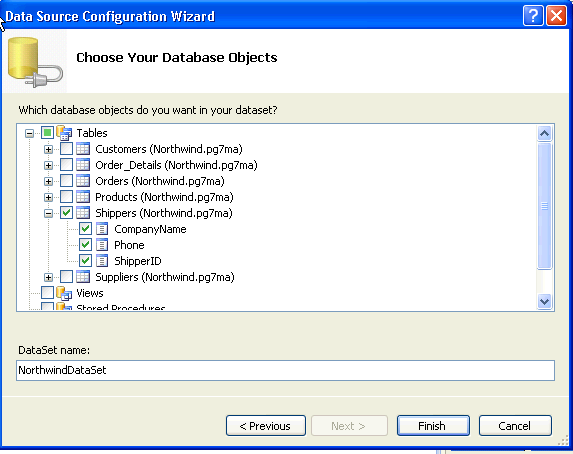 Data Source Configuration Wizard
Choose Your Database Objects
Which database objects do you want in your dataset?
Tables
Customers (Northwind.pg7ma)
Order_Details (Northwind.pg7ma)
Orders (Northwind.pg7ma)
Products (Northwind.pg7ma)
Shippers (Northwind.pg7ma)
CompanyName
Phone
ShipperID
Suppliers (Northwind.pg7ma)
Views
Stored Procedures
DataSet name:
NorthwindDataSet
< Previous Next > Finish Cancel